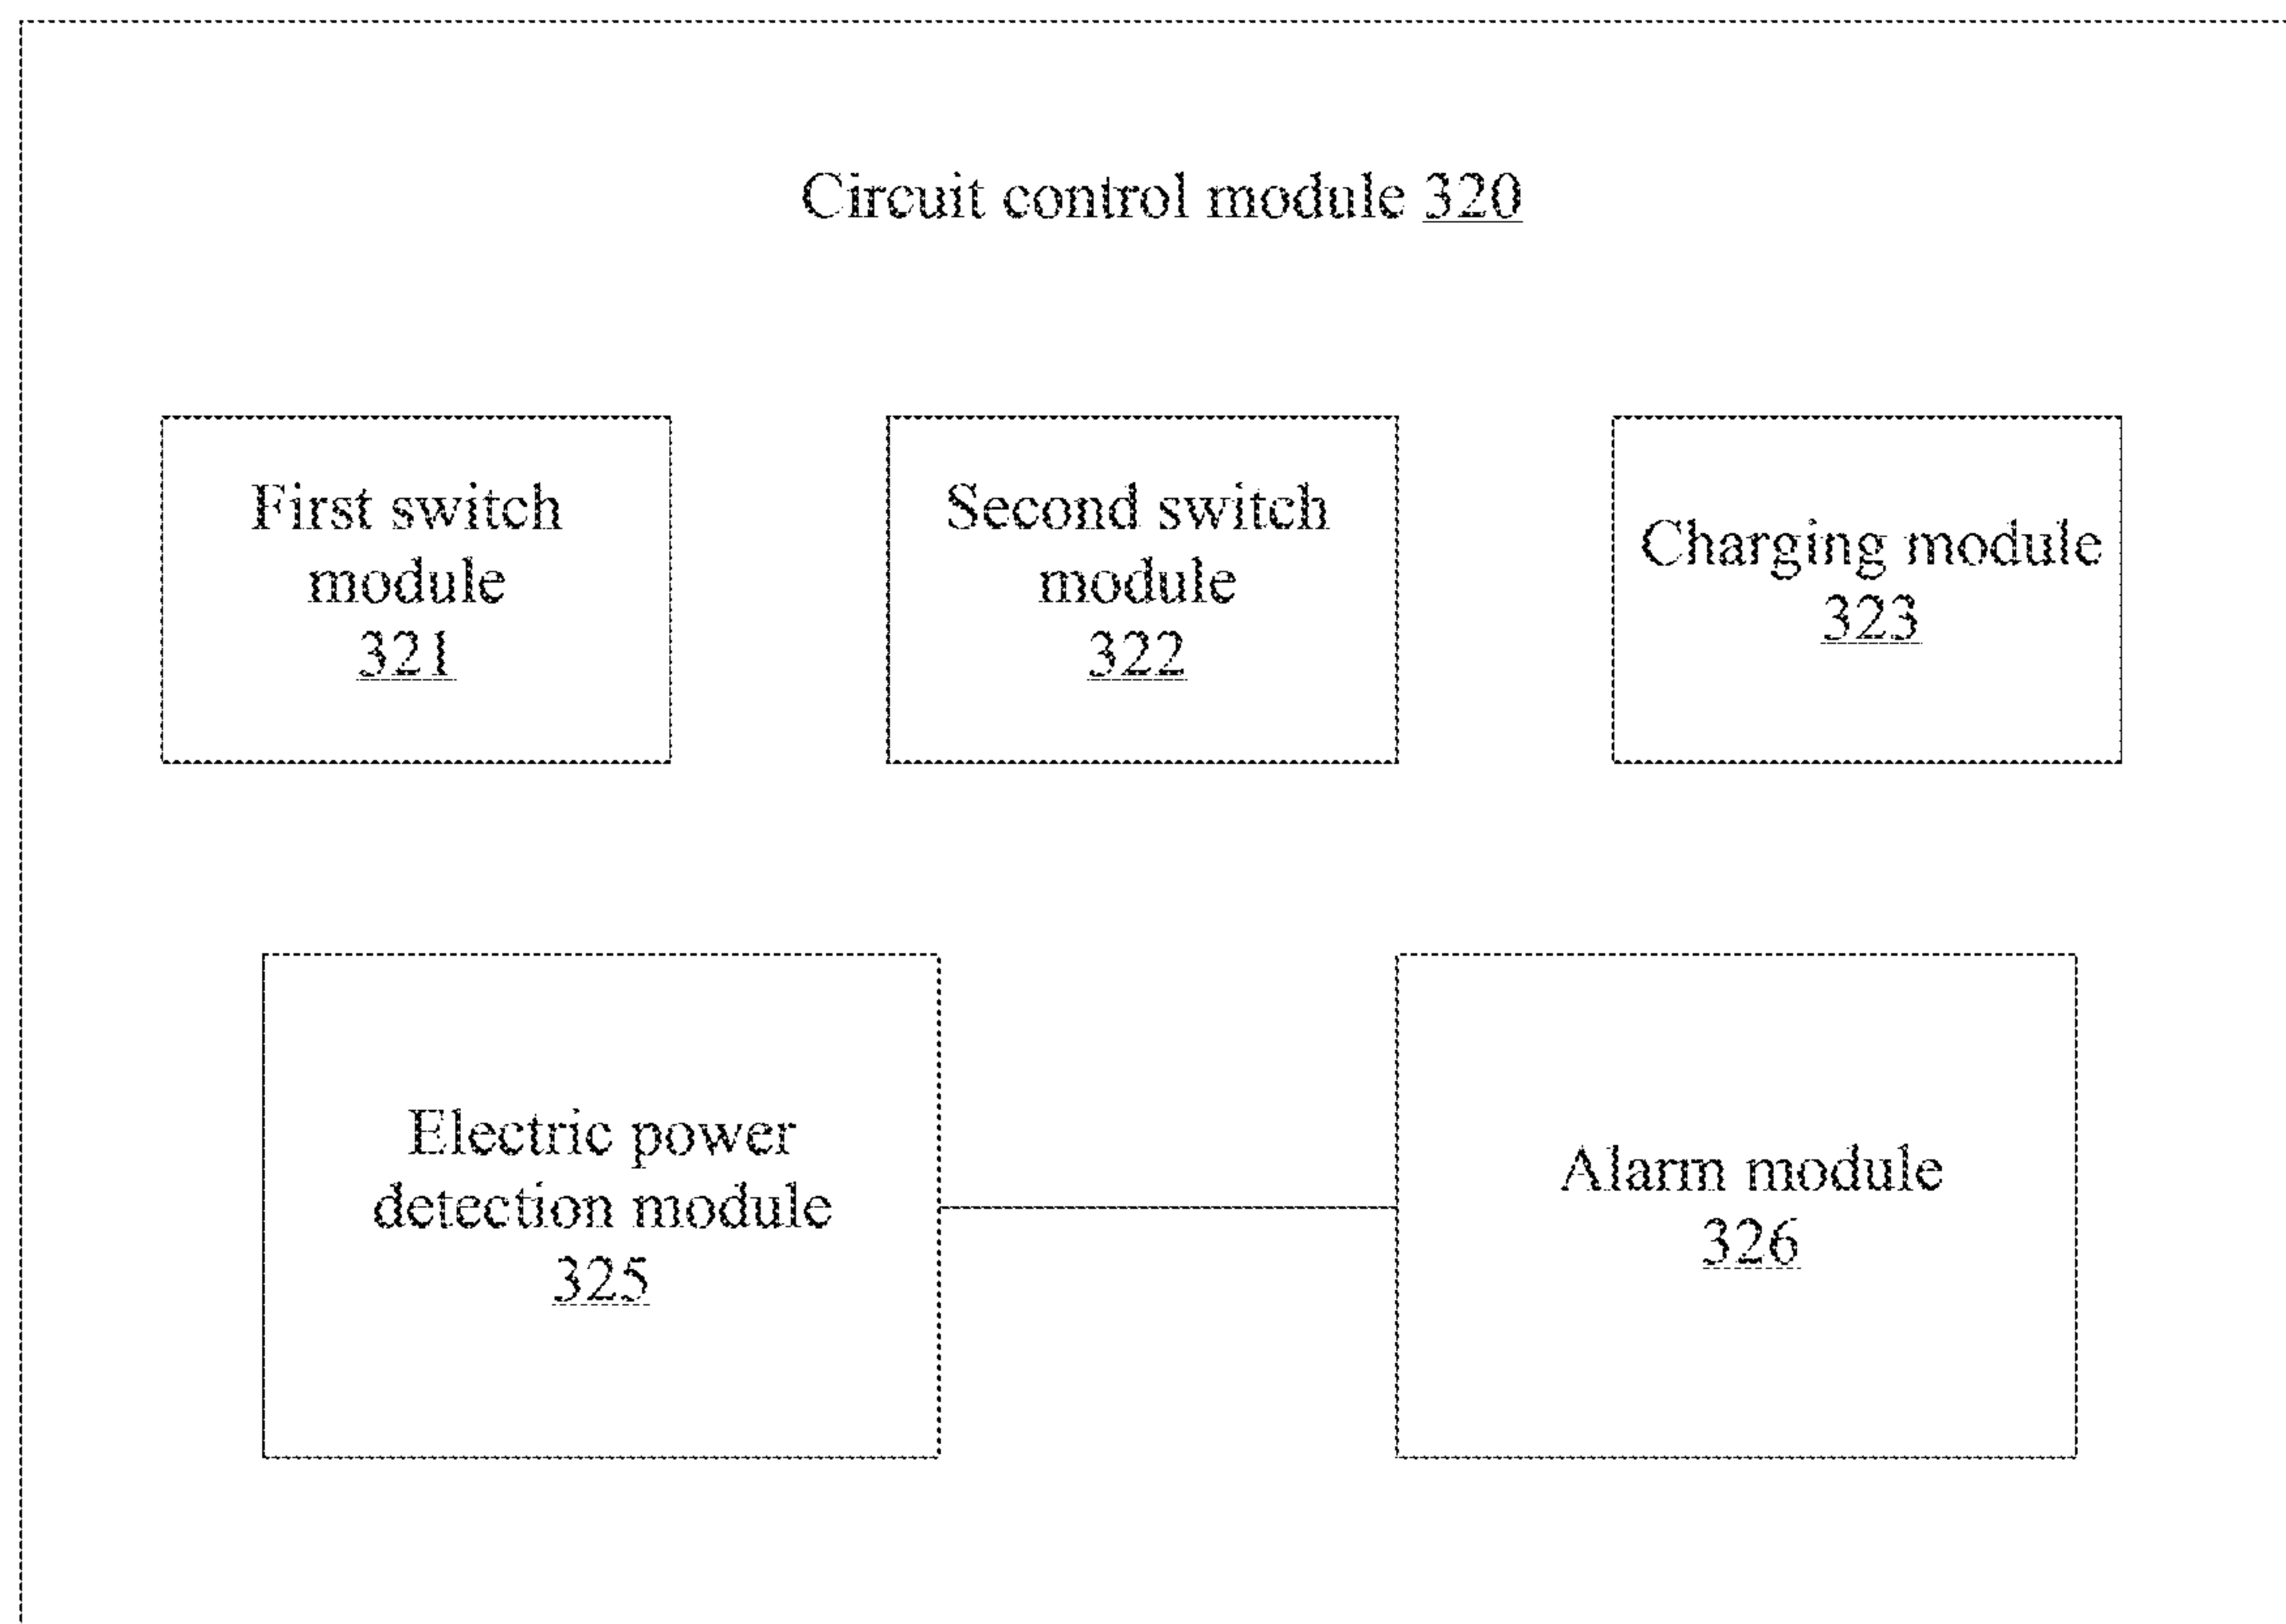 Circuit control module 320
First switch
module
321
Second switch
module
322
Charging module
323
Electric power
detection module
325
Alarm module
326